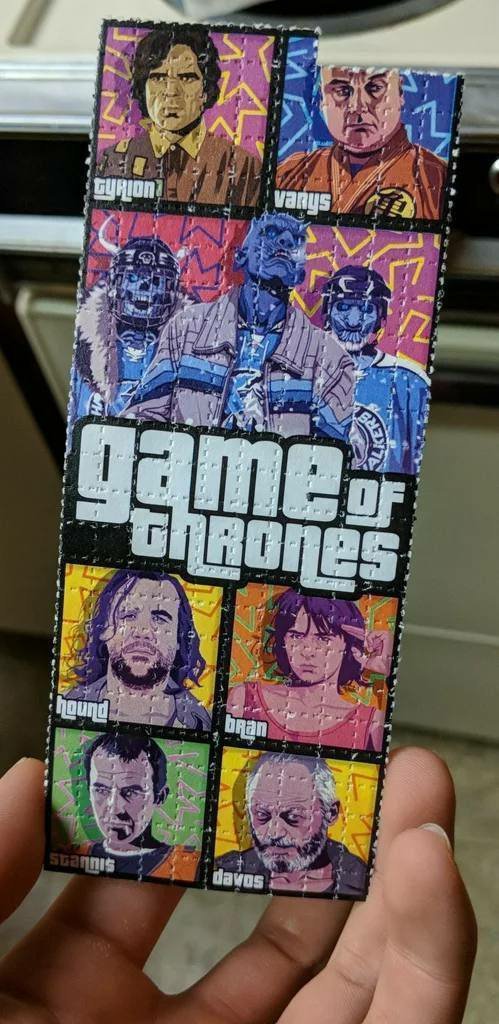 tyrion
varys
game of
thrones
hound
bran
stannis
davos